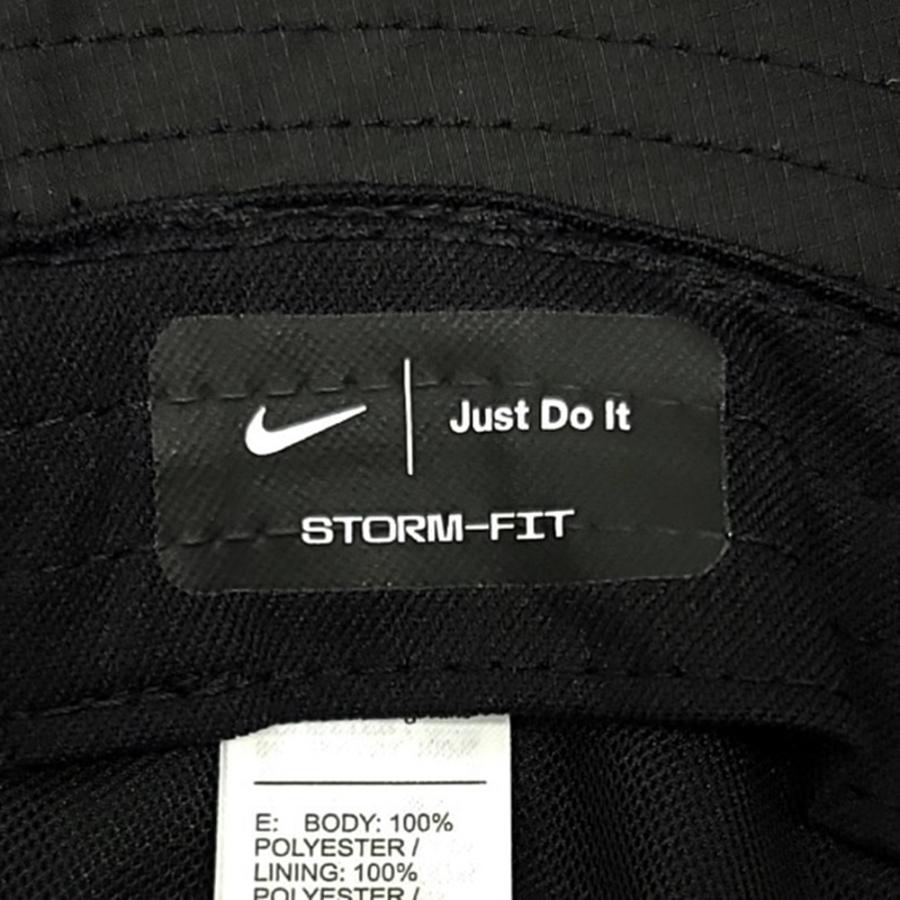 Just Do It
STORM-FIT
E: BODY: 100%
POLYESTER /
LINING: 100%
POLYESTER /